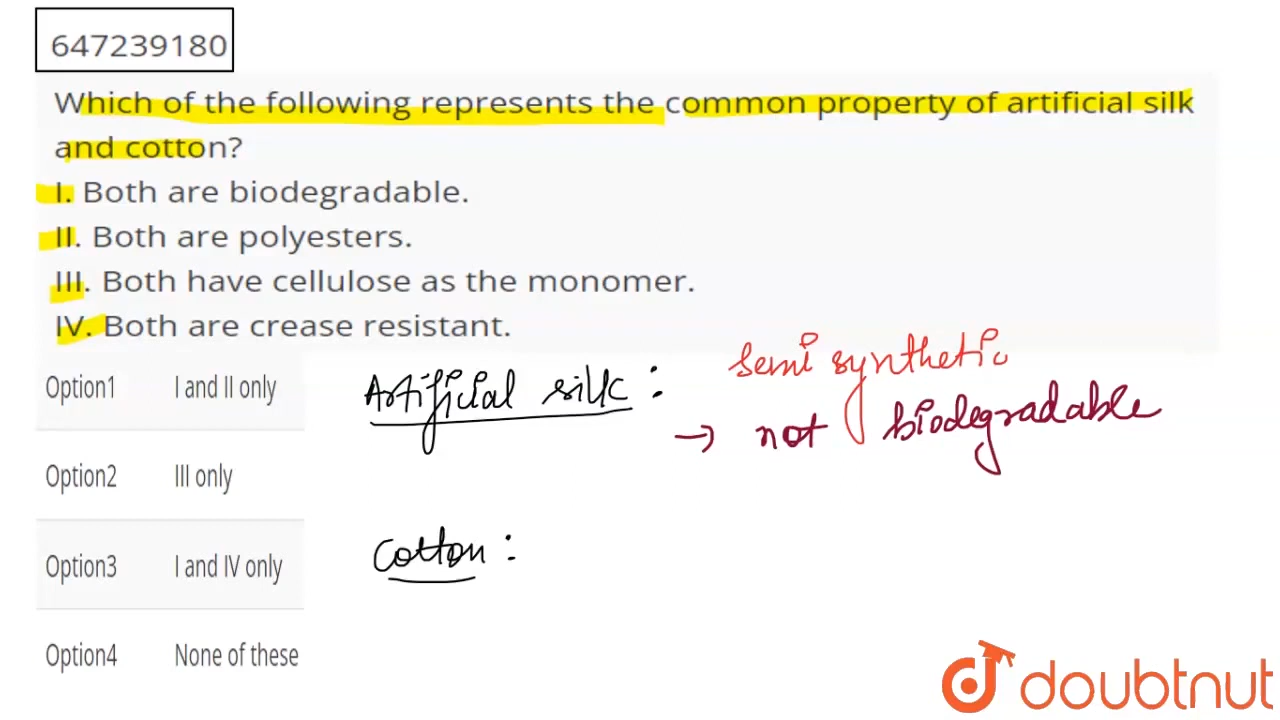 647239180
Which of the following represents the common property of artificial silk
and cotton?
I. Both are biodegradable.
II. Both are polyesters.
III. Both have cellulose as the monomer.
IV. Both are crease resistant.
Option1 I and II only
Artificial silk : semi synthetic
→ not biodegradable
Option2 III only
Cotton :
Option3 I and IV only
Option4 None of these
doubtnut